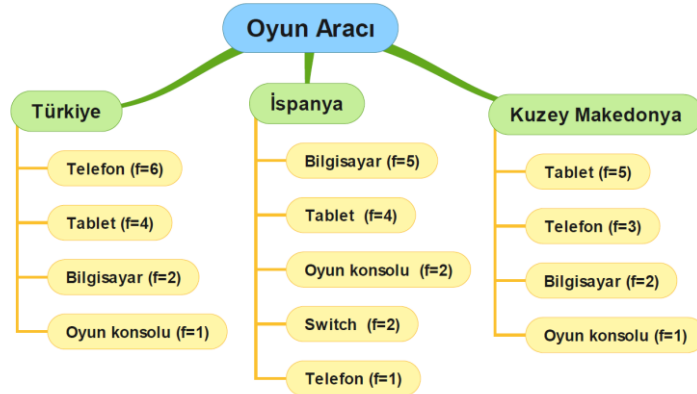 Oyun Aracı
Türkiye
Telefon (f=6)
Tablet (f=4)
Bilgisayar (f=2)
Oyun konsolu (f=1)
İspanya
Bilgisayar (f=5)
Tablet (f=4)
Oyun konsolu (f=2)
Switch (f=2)
Telefon (f=1)
Kuzey Makedonya
Tablet (f=5)
Telefon (f=3)
Bilgisayar (f=2)
Oyun konsolu (f=1)